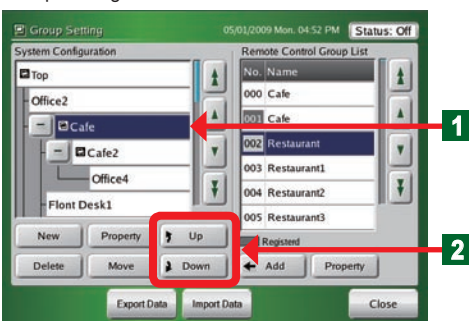 Group Setting
05/01/2009 Mon. 04:52 PM
Status: Off
System Configuration
Top
Office2
Cafe
Cafe2
Office4
Flont Desk1
New
Property
Up
Delete
Move
Down
Remote Control Group List
No. Name
000 Cafe
001 Cafe
002 Restaurant
003 Restaurant1
004 Restaurant2
005 Restaurant3
Registerd
Add
Property
Export Data
Import Data
Close
1
2